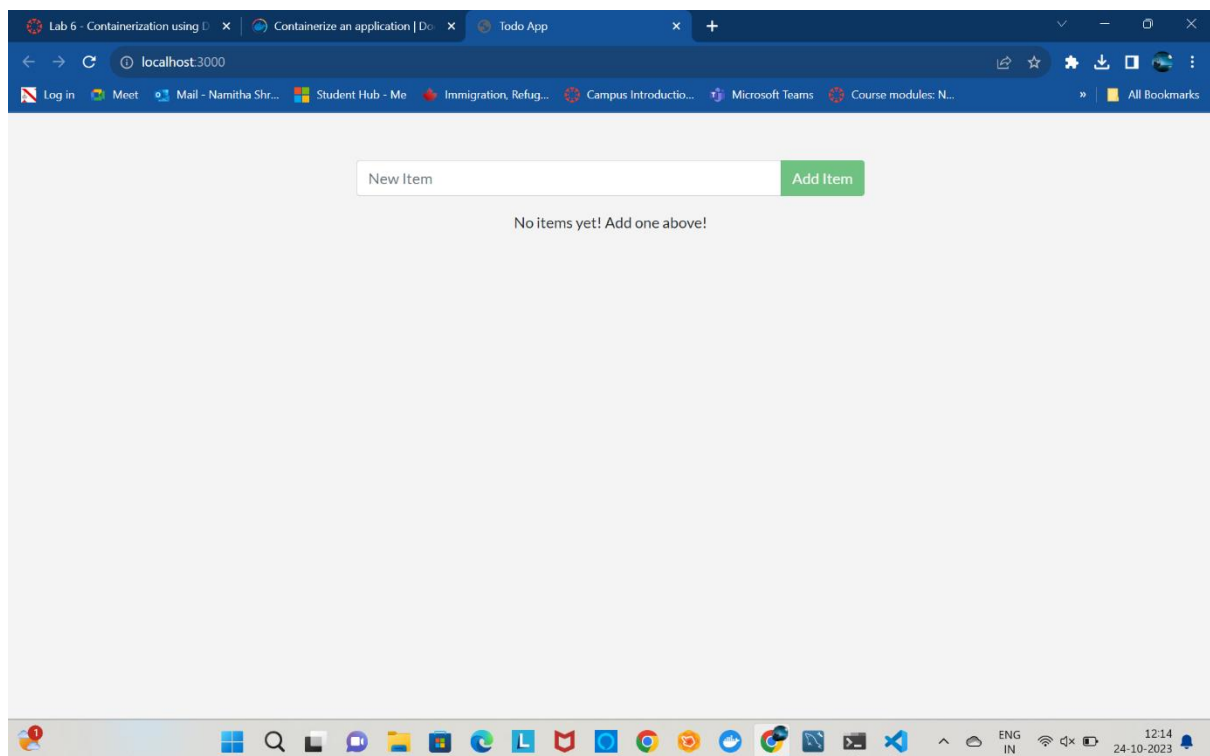 Lab 6 - Containerization using D
Containerize an application | Do
Todo App
localhost:3000
Log in
Meet
Mail - Namitha Shr...
Student Hub - Me
Immigration, Refug...
Campus Introductio...
Microsoft Teams
Course modules: N...
»
All Bookmarks
New Item
Add Item
No items yet! Add one above!
1
L
ENG
IN
12:14
24-10-2023